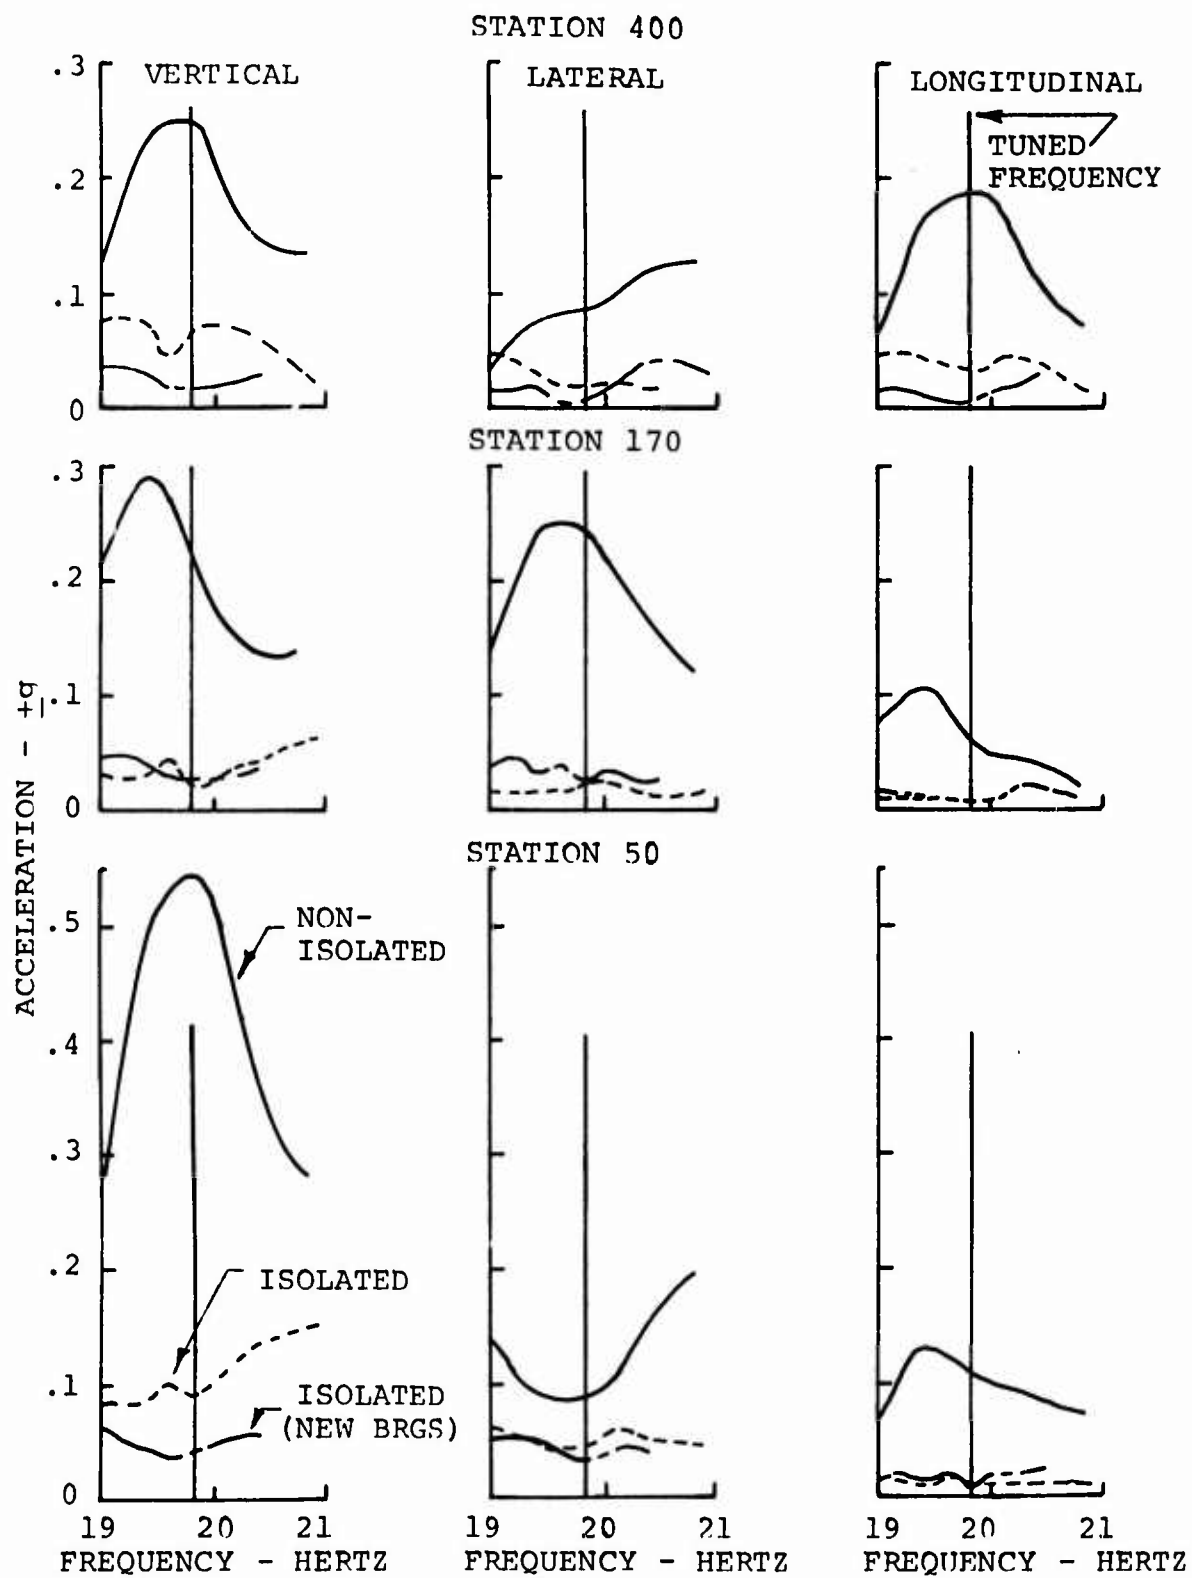 STATION 400
VERTICAL
LATERAL
LONGITUDINAL
TUNED
FREQUENCY
.3
.2
.1
0
STATION 170
.3
.2
.1
0
ACCELERATION - ±g
STATION 50
NON-
ISOLATED
.5
.4
.3
.2
ISOLATED
.1
ISOLATED
(NEW BRGS)
0
19 20 21
19 20 21
19 20 21
FREQUENCY - HERTZ
FREQUENCY - HERTZ
FREQUENCY - HERTZ